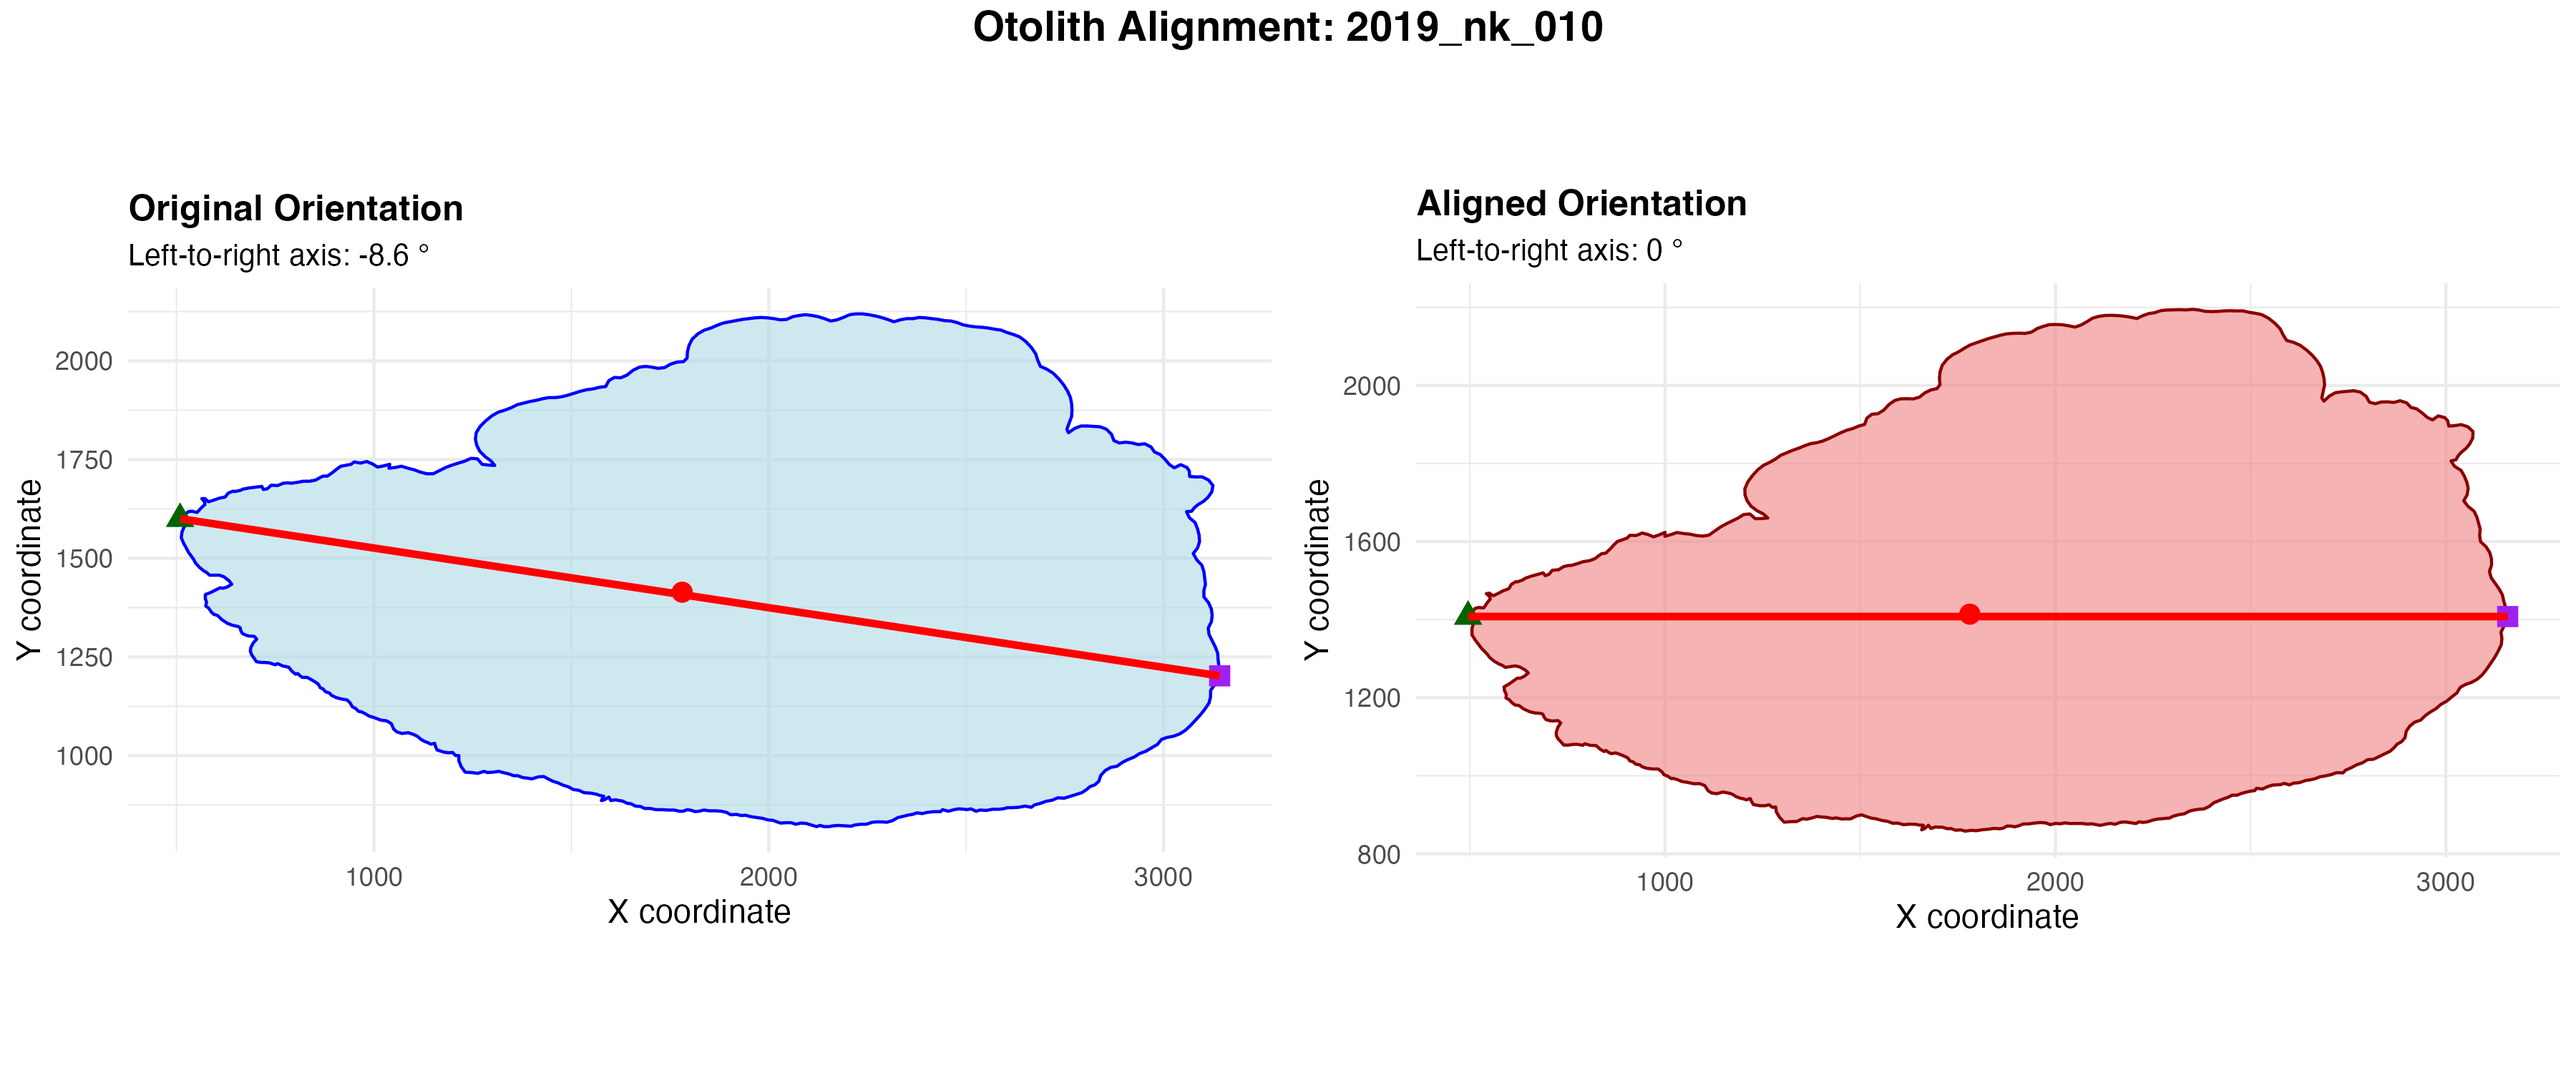 Otolith Alignment: 2019_nk_010
Original Orientation
Left-to-right axis: -8.6 °
2000
1750
1500
1250
1000
Y coordinate
1000
2000
3000
X coordinate
Aligned Orientation
Left-to-right axis: 0 °
2000
1600
1200
800
Y coordinate
1000
2000
3000
X coordinate